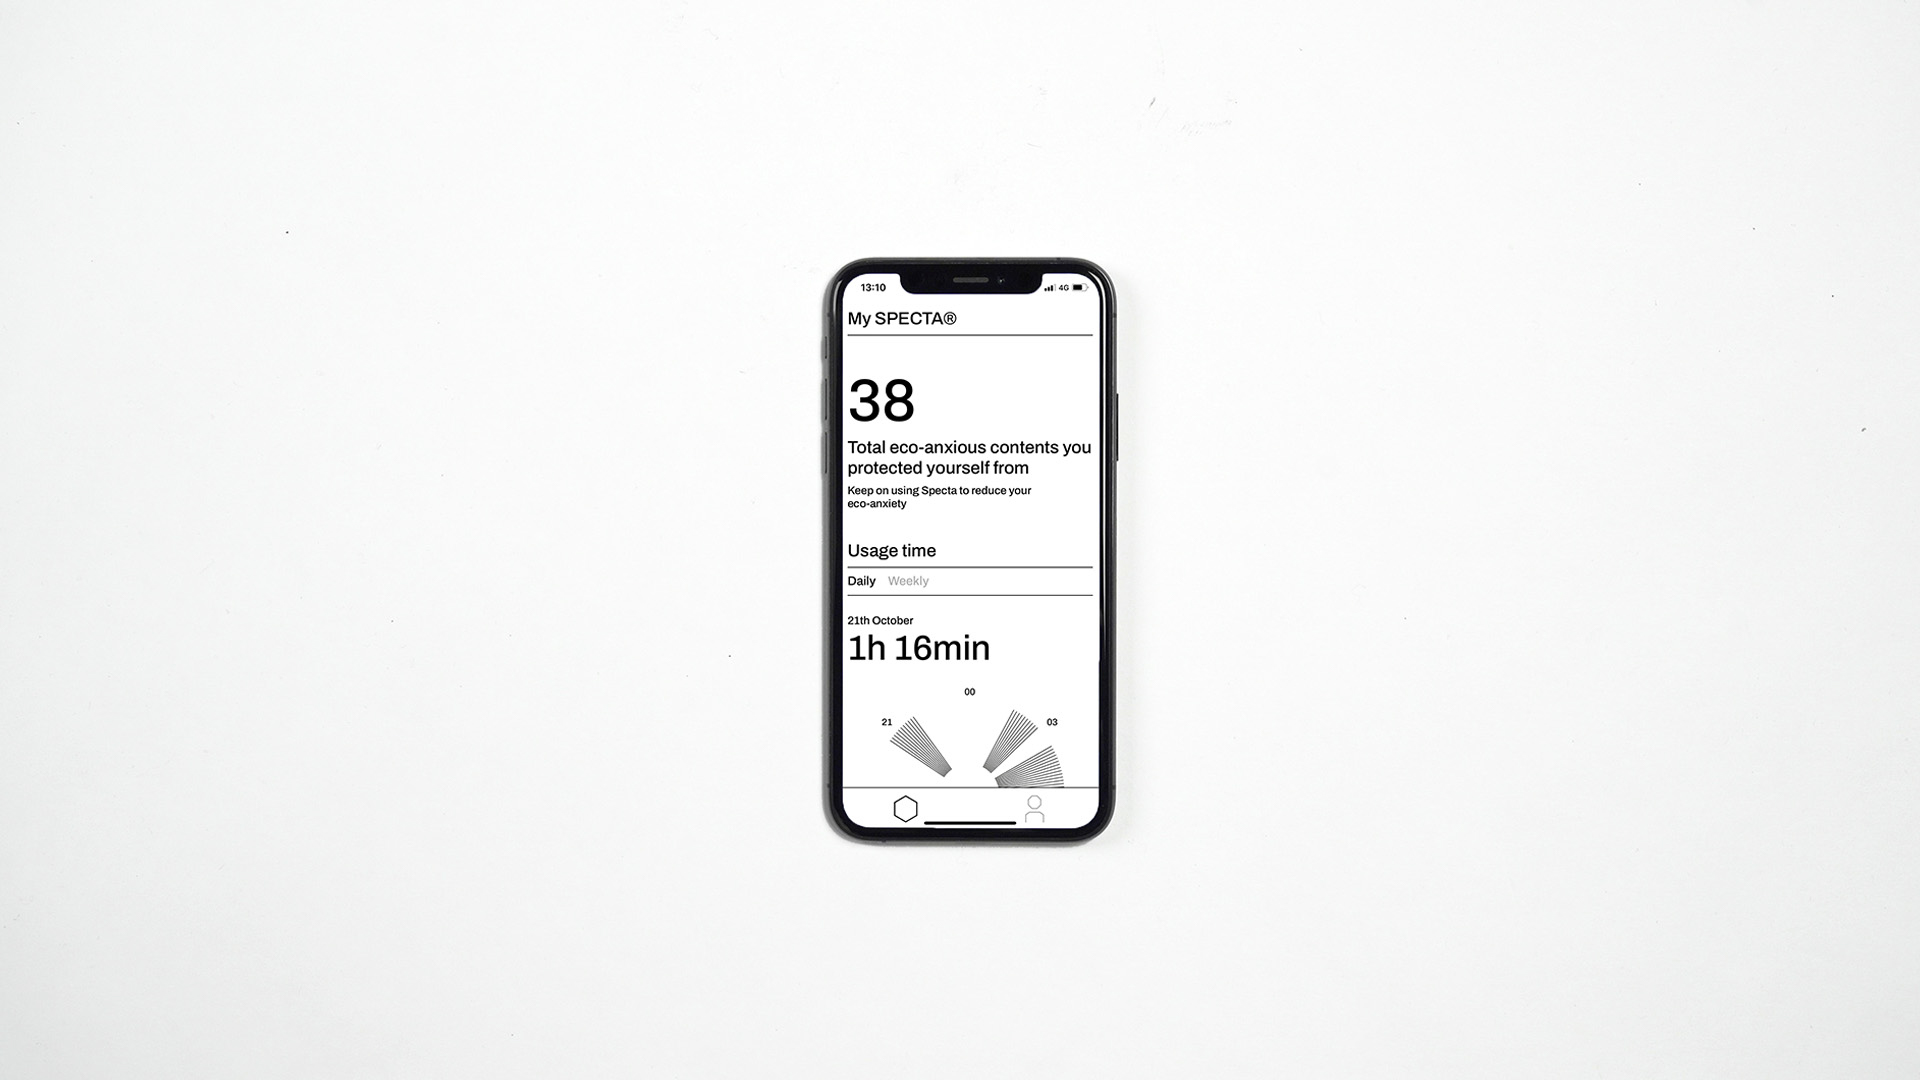 13:10
4G
My SPECTA®
38
Total eco-anxious contents you
protected yourself from
Keep on using Specta to reduce your
eco-anxiety
Usage time
Daily Weekly
21th October
1h 16min
00
21
03